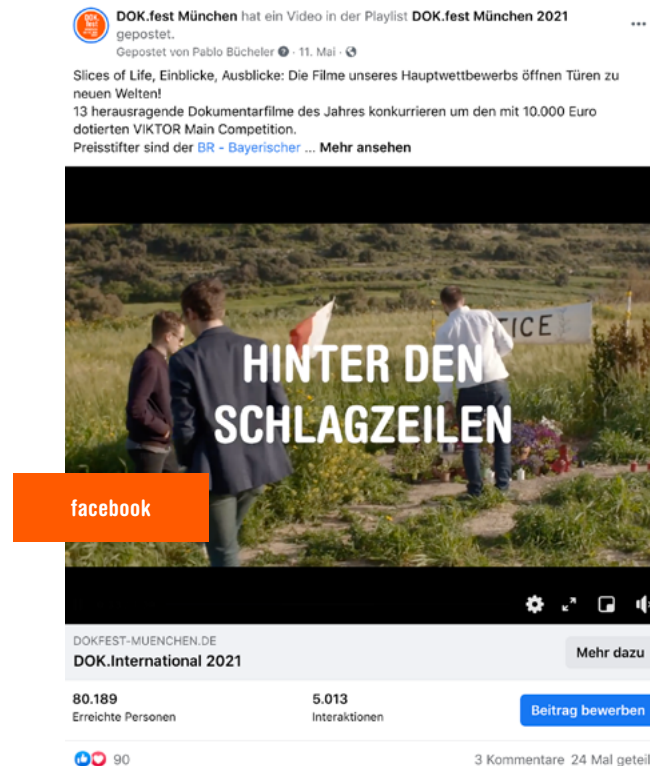 DOK.fest München hat ein Video in der Playlist DOK.fest München 2021
gepostet.
Gepostet von Pablo Bücheler · 11. Mai ·
Slices of Life, Einblicke, Ausblicke: Die Filme unseres Hauptwettbewerbs öffnen Türen zu
neuen Welten!
13 herausragende Dokumentarfilme des Jahres konkurrieren um den mit 10.000 Euro
dotierten VIKTOR Main Competition.
Preisstifter sind der BR - Bayerischer ... Mehr ansehen
TICE
HINTER DEN
SCHLAGZEILEN
facebook
DOKFEST-MUENCHEN.DE
DOK.International 2021
Mehr dazu
80.189
Erreichte Personen
5.013
Interaktionen
Beitrag bewerben
90
3 Kommentare 24 Mal geteil